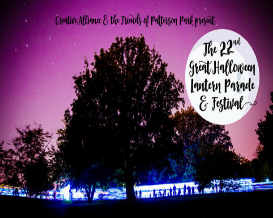 Creative Alliance & the Friends of Patterson Park present
The 22nd
Great Halloween
Lantern Parade
& Festival